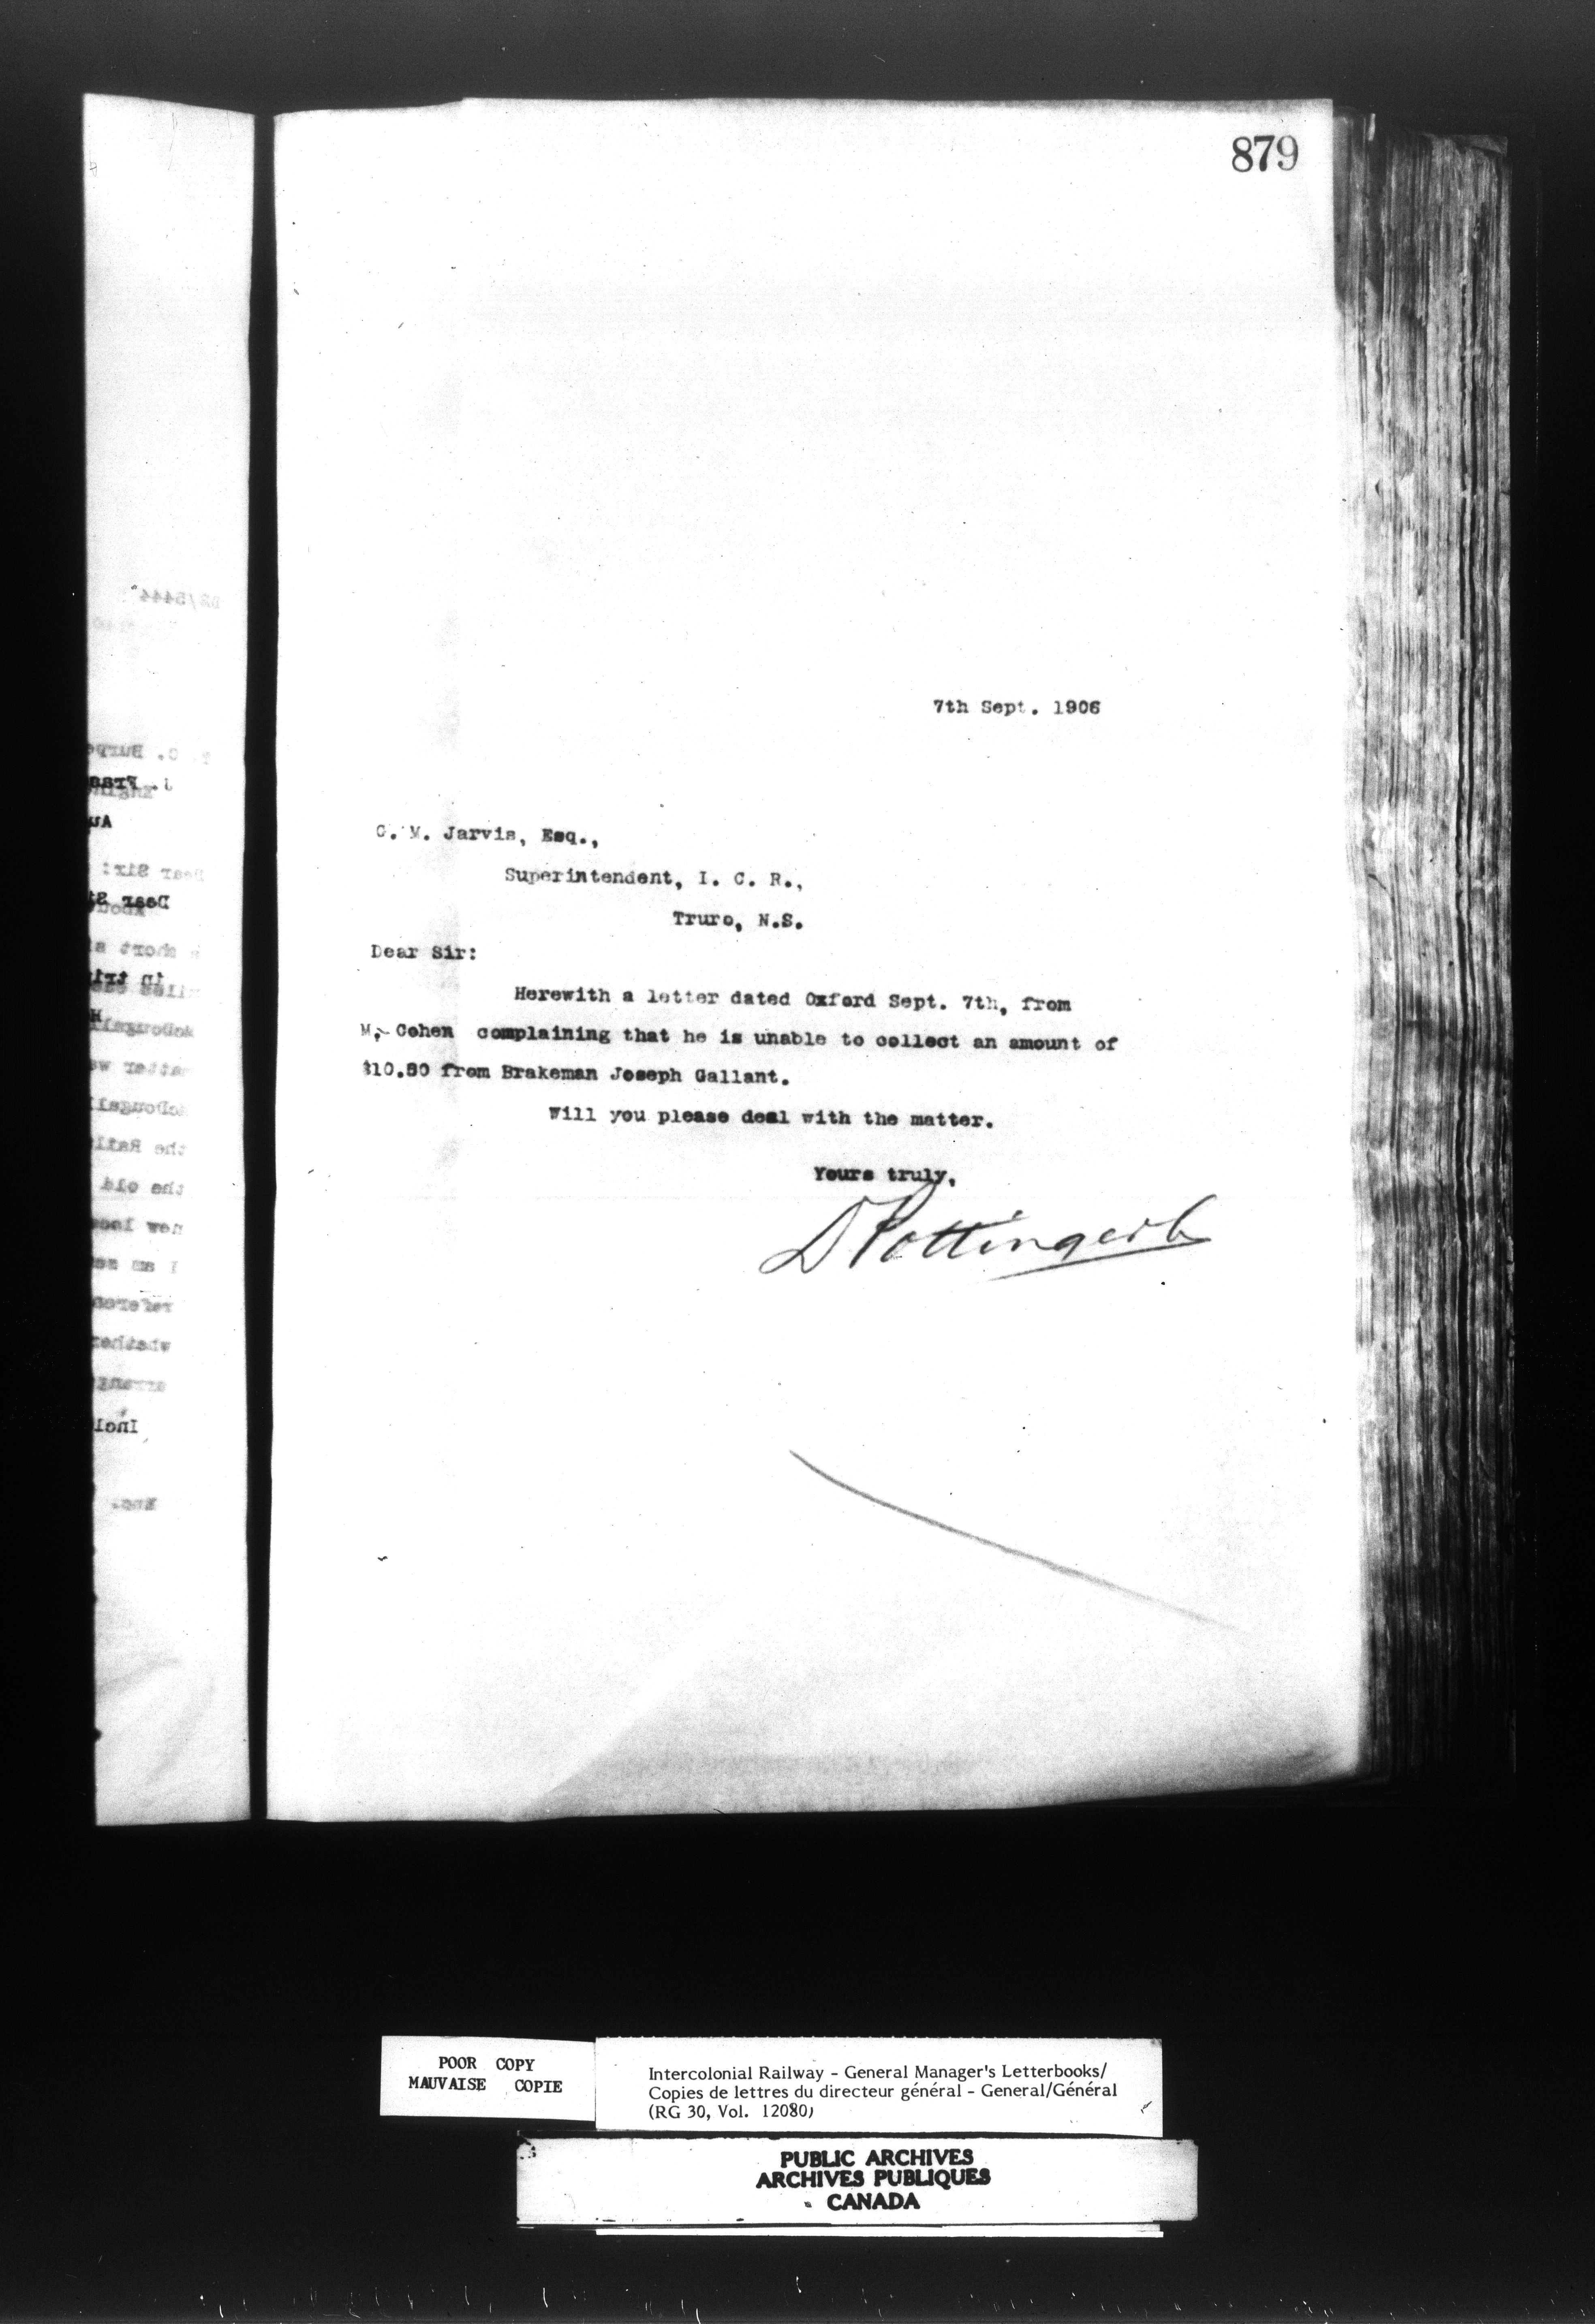 879
7th Sept. 1906
C. M. Jarvis, Esq.,
Superintendent, I. C. R.,
Truro, N.S.
Dear Sir:
Herewith a letter dated Oxford Sept. 7th, from
M. Cohen complaining that he is unable to collect an amount of
from Brakeman Joseph Gallant.
Will you please deal with the matter.
Yours truly,
D Pottinger
POOR COPY
MAUVAISE COPIE
Intercolonial Railway - General Manager's Letterbooks/
Copies de lettres du directeur général - General/Général
(RG 30, Vol. 12080)
PUBLIC ARCHIVES
ARCHIVES PUBLIQUES
CANADA